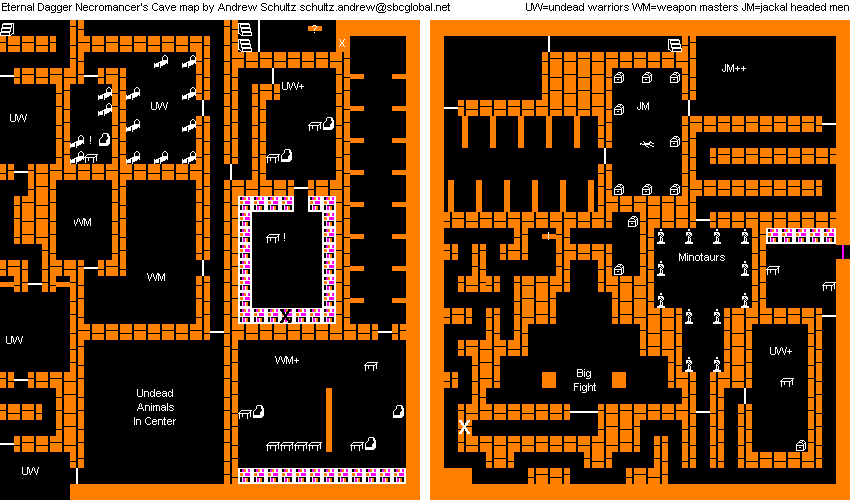 Eternal Dagger Necromancer's Cave map by Andrew Schultz schultz.andrew@sbcglobal.net
UW=undead warriors WM=weapon masters JM=jackal headed men
?
X
UW+
JM++
UW
UW
JM
!
WM
!
!
Minotaurs
WM
X
UW
UW+
WM+
Big
Fight
Undead
Animals
In Center
X
UW